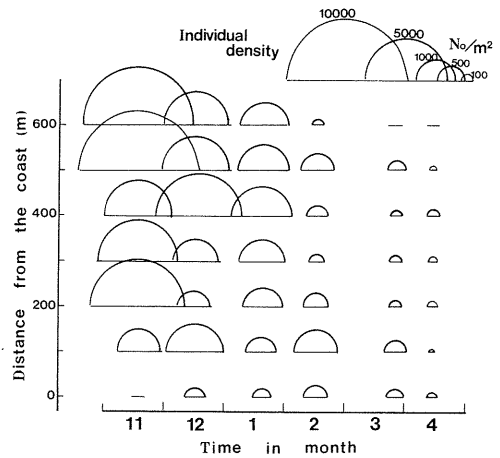 Individual
density
10000
5000
1000
500
100
No/m²
Distance from the coast (m)
600
400
200
0
11 12 1 2 3 4
Time in month